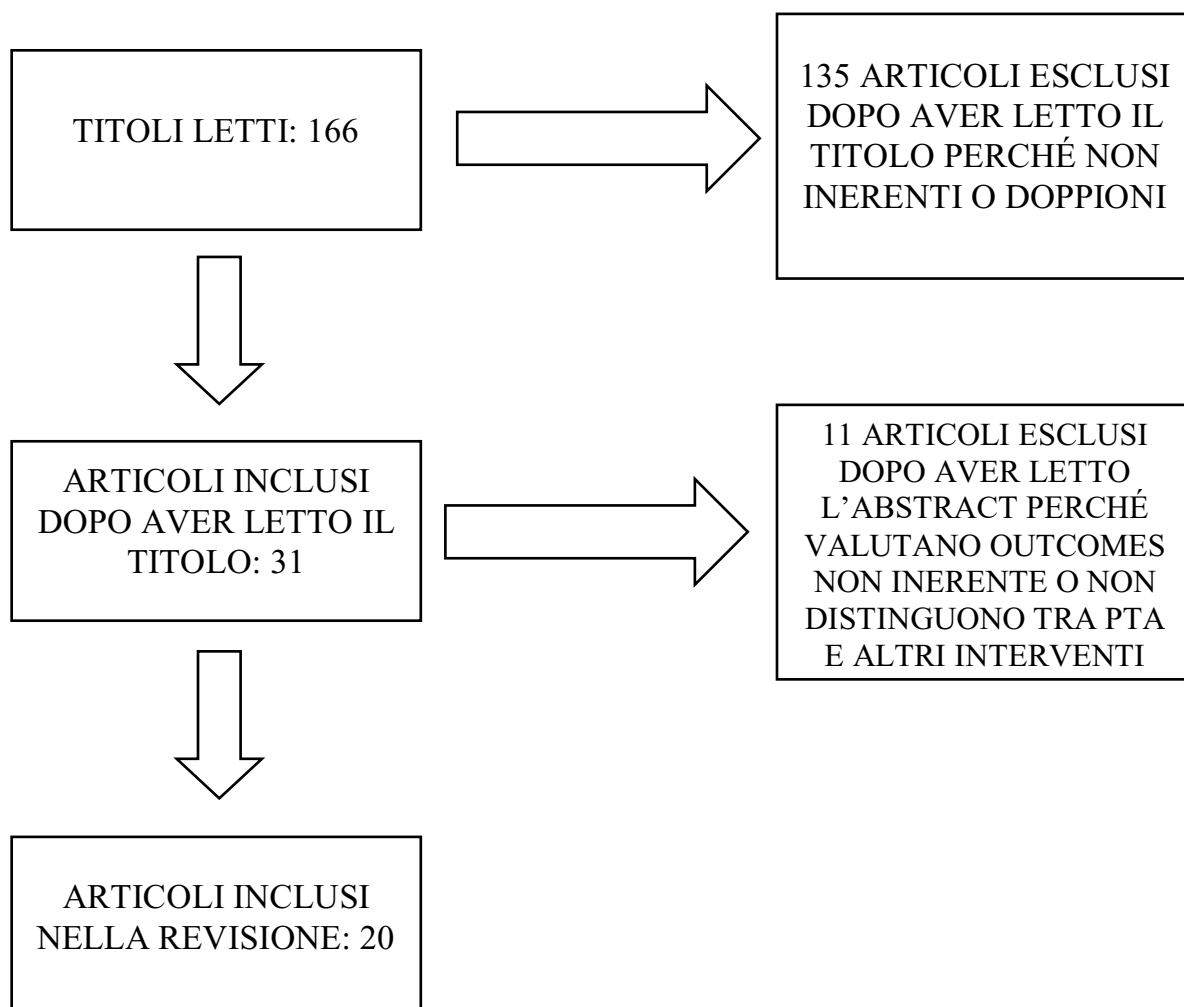 TITOLI LETTI: 166
135 ARTICOLI ESCLUSI
DOPO AVER LETTO IL
TITOLO PERCHÉ NON
INERENTI O DOPPIONI
ARTICOLI INCLUSI
DOPO AVER LETTO IL
TITOLO: 31
11 ARTICOLI ESCLUSI
DOPO AVER LETTO
L’ABSTRACT PERCHÉ
VALUTANO OUTCOMES
NON INERENTE O NON
DISTINGUONO TRA PTA
E ALTRI INTERVENTI
ARTICOLI INCLUSI
NELLA REVISIONE: 20